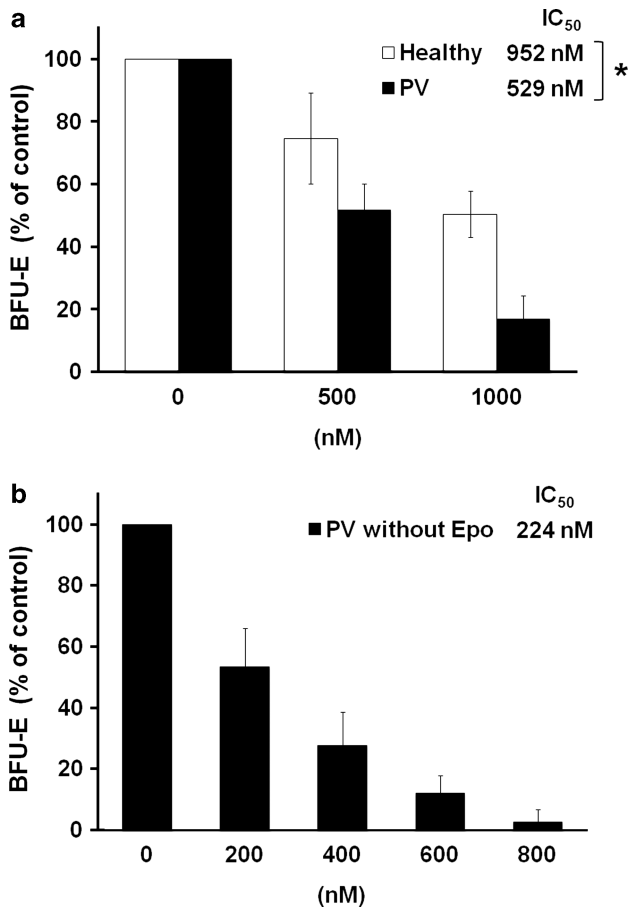 a
IC50
Healthy 952 nM
PV 529 nM
*
BFU-E (% of control)
100
80
60
40
20
0
0 500 1000
(nM)
b
IC50
PV without Epo 224 nM
BFU-E (% of control)
100
80
60
40
20
0
0 200 400 600 800
(nM)